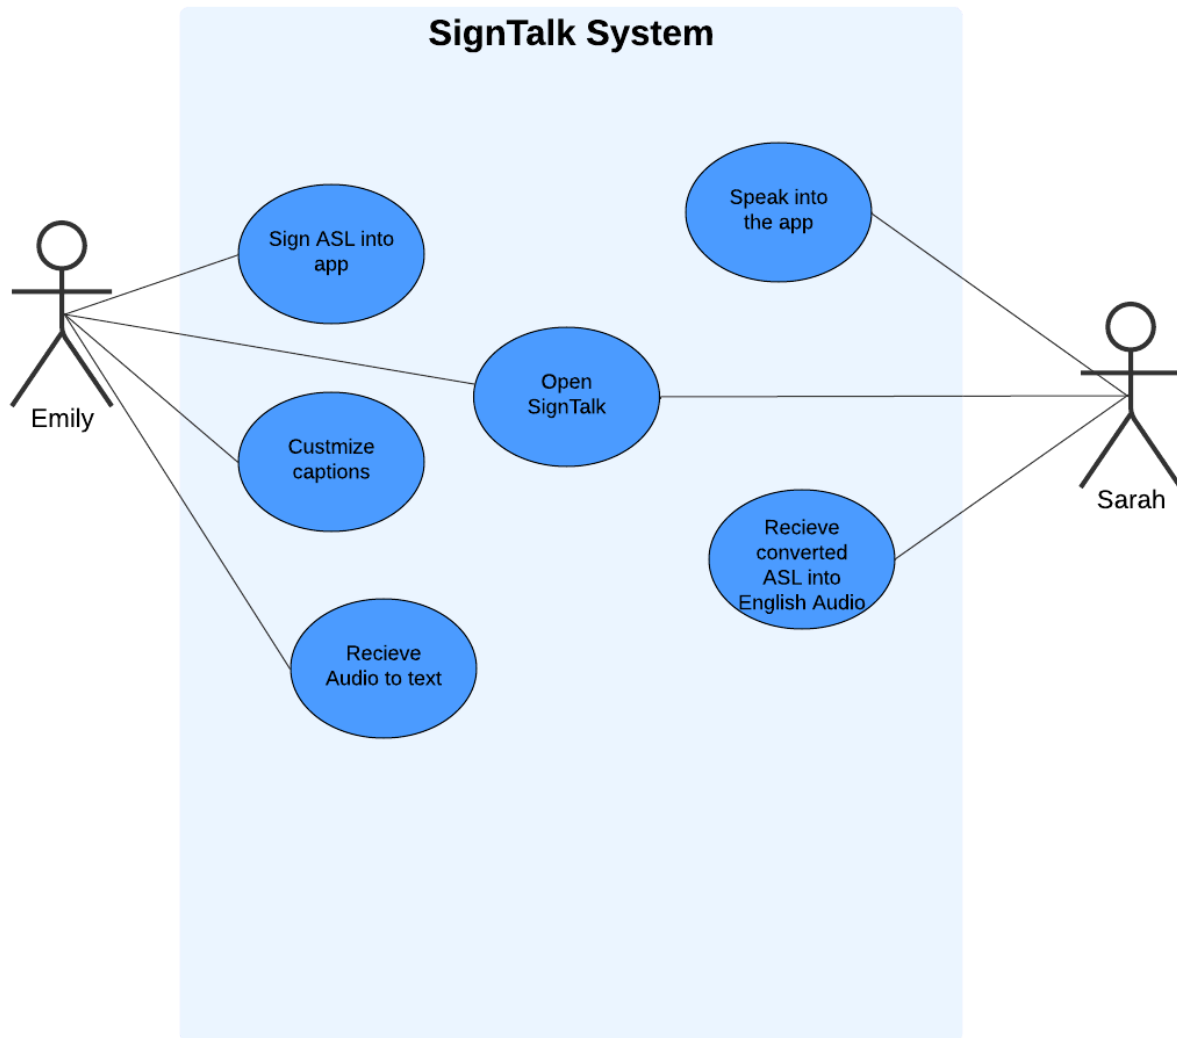 SignTalk System
Speak into
the app
Sign ASL into
app
Open
SignTalk
Emily
Custmize
captions
Sarah
Recieve
converted
ASL into
English Audio
Recieve
Audio to text